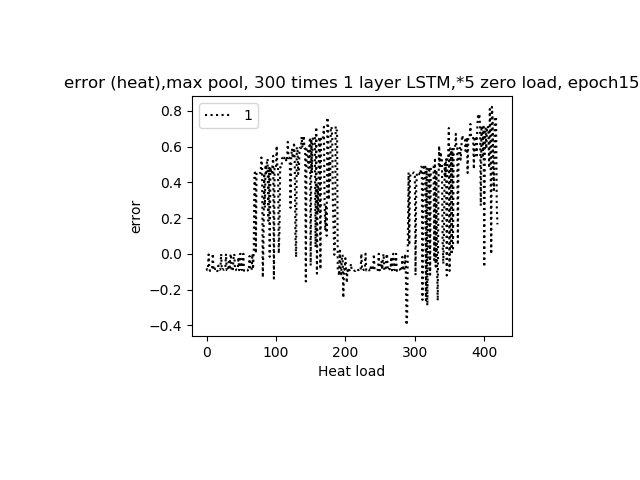 error (heat),max pool, 300 times 1 layer LSTM,*5 zero load, epoch15
1
0.8
0.6
0.4
0.2
0.0
−0.2
−0.4
error
0 100 200 300 400
Heat load